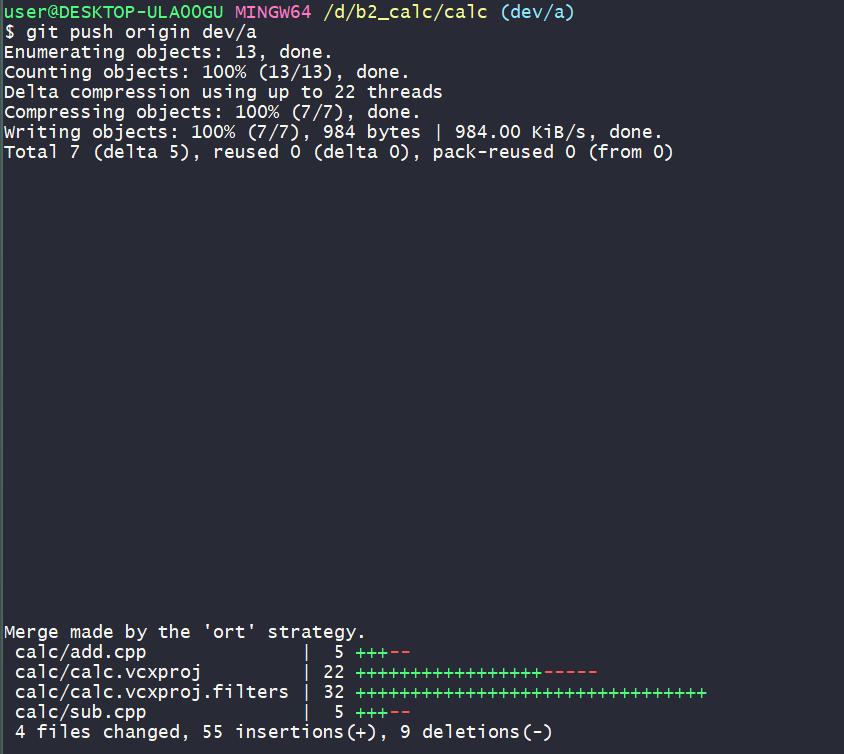 user@DESKTOP-ULAOOGU MINGW64 /d/b2_calc/calc (dev/a)
$ git push origin dev/a
Enumerating objects: 13, done.
Counting objects: 100% (13/13), done.
Delta compression using up to 22 threads
Compressing objects: 100% (7/7), done.
Writing objects: 100% (7/7), 984 bytes | 984.00 KiB/s, done.
Total 7 (delta 5), reused 0 (delta 0), pack-reused 0 (from 0)
Merge made by the 'ort' strategy.
 calc/add.cpp              |  5 +++--
 calc/calc.vcxproj         | 22 +++++++++++++++++-----
 calc/calc.vcxproj.filters | 32 ++++++++++++++++++++++++++++++++
 calc/sub.cpp              |  5 +++--
 4 files changed, 55 insertions(+), 9 deletions(-)